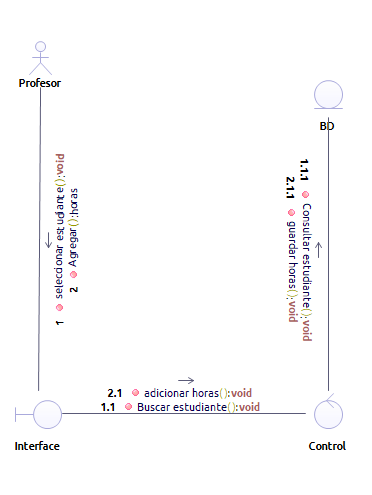 Profesor
BD
1 seleccionar estudiante():void
2 Agregar():horas
1.1.1 Consultar estudiante():void
2.1.1 guardar horas():void
2.1 adicionar horas():void
1.1 Buscar estudiante():void
Interface
Control